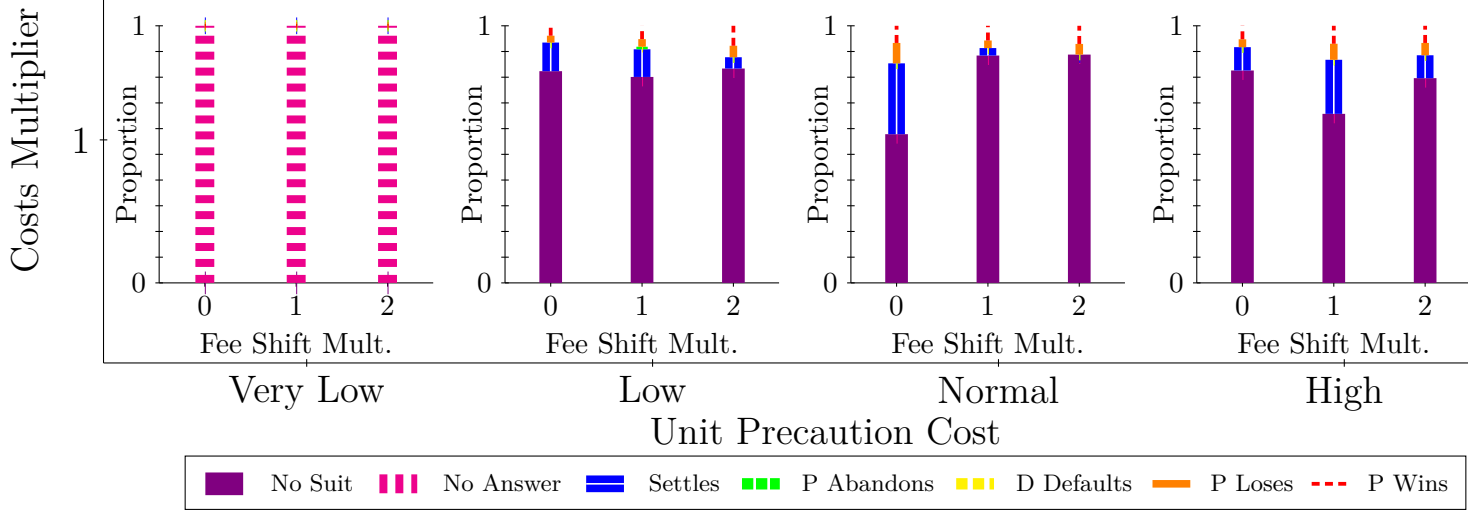 Costs Multiplier
1
1
Proportion
0
0 1 2
Fee Shift Mult.
1
Proportion
0
0 1 2
Fee Shift Mult.
1
Proportion
0
0 1 2
Fee Shift Mult.
1
Proportion
0
0 1 2
Fee Shift Mult.
Very Low Low Normal High
Unit Precaution Cost
No Suit No Answer Settles P Abandons D Defaults P Loses P Wins